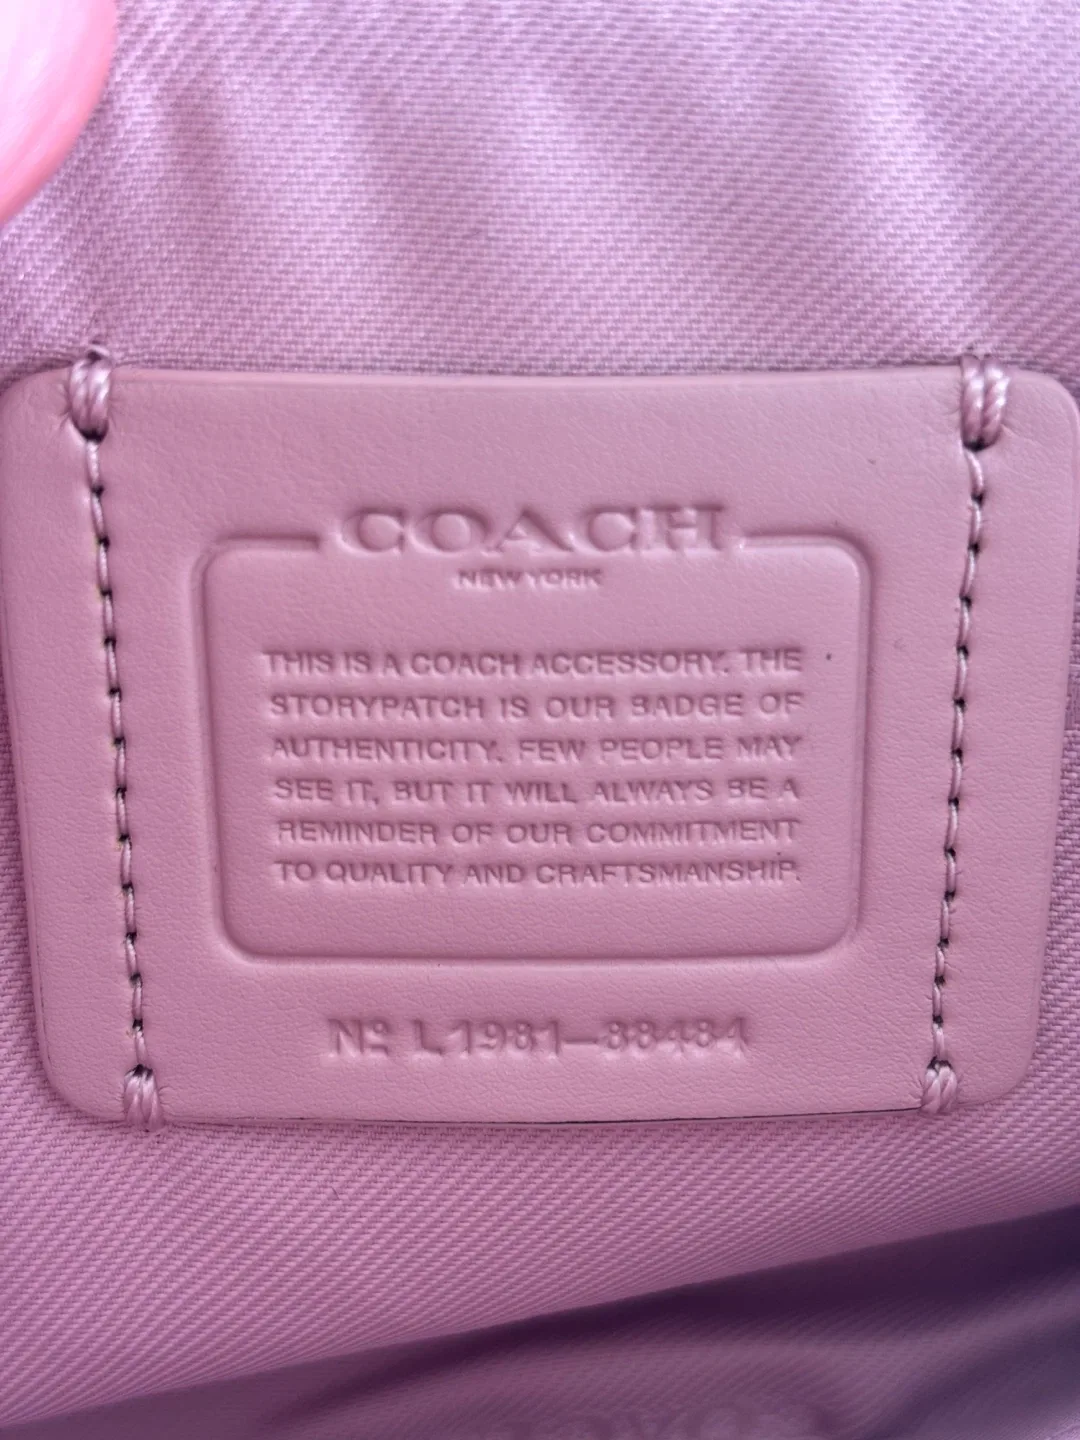 COACH
NEW YORK
THIS IS A COACH ACCESSORY. THE
STORYPATCH IS OUR BADGE OF
AUTHENTICITY. FEW PEOPLE MAY
SEE IT, BUT IT WILL ALWAYS BE A
REMINDER OF OUR COMMITMENT
TO QUALITY AND CRAFTSMANSHIP.
Nº L1981-88484